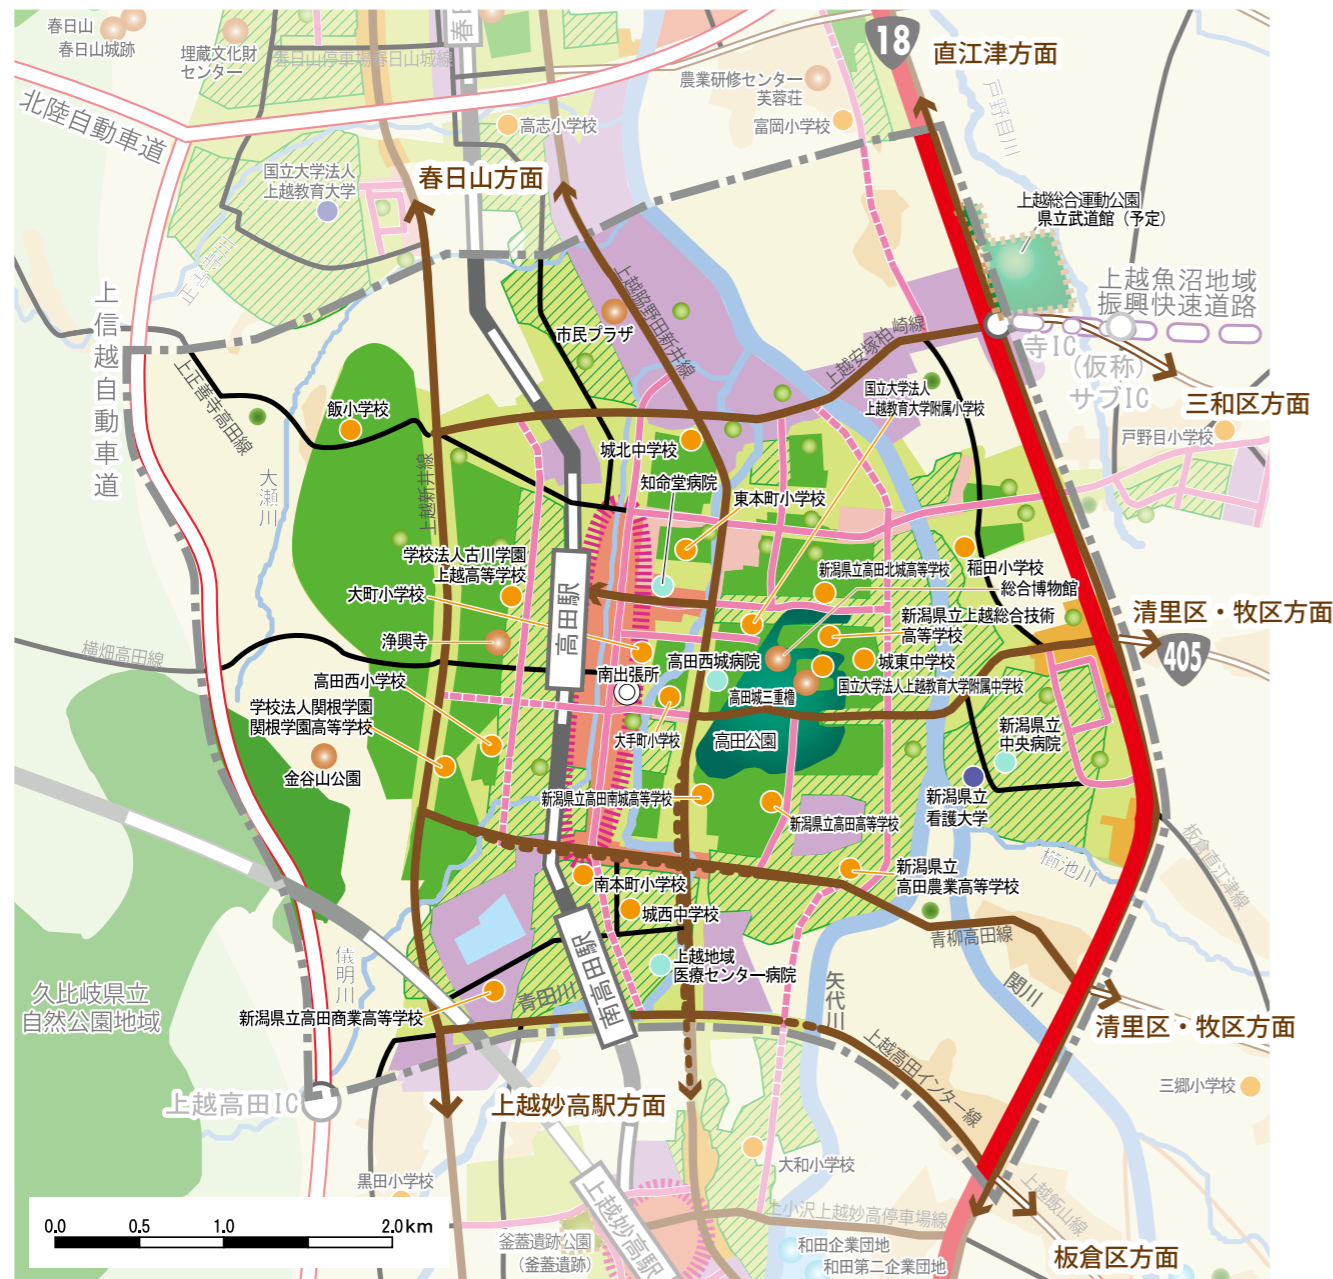 春日山
春日山城跡
埋蔵文化財
センター
春日山停車場春日山城線
春日
18
直江津方面
農業研修センター
芙蓉荘
富岡小学校
高志小学校
戸野目川
北陸自動車道
国立大学法人
上越教育大学
春日山方面
正善寺川
上越総合運動公園
県立武道館（予定）
上越魚沼地域
振興快速道路
上信越自動車道
上越脇野田新井線
市民プラザ
上越安塚柏崎線
寺IC
（仮称）
サブIC
三和区方面
戸野目小学校
上正善寺高田線
飯小学校
国立大学法人
上越教育大学附属小学校
城北中学校
知命堂病院
東本町小学校
大瀬川
上越新井線
学校法人古川学園
上越高等学校
大町小学校
高田駅
新潟県立高田北城高等学校
稲田小学校
総合博物館
新潟県立上越総合技術
高等学校
清里区・牧区方面
405
横畑高田線
浄興寺
高田西小学校
南出張所
高田西城病院
城東中学校
国立大学法人上越教育大学附属中学校
高田城三重櫓
学校法人関根学園
関根学園高等学校
大手町小学校
高田公園
新潟県立
中央病院
金谷山公園
新潟県立高田南城高等学校
新潟県立高田高等学校
新潟県立
看護大学
櫛池川
板倉直江津線
南本町小学校
新潟県立
高田農業高等学校
城西中学校
青柳高田線
上越地域
医療センター病院
南高田駅
矢代川
関川
儀明川
久比岐県立
自然公園地域
青田川
新潟県立高田商業高等学校
清里区・牧区方面
上越高田インター線
三郷小学校
上越高田IC
上越妙高駅方面
大和小学校
黒田小学校
上越飯山線
上小沢上越妙高停車場線
上越妙高駅
釜蓋遺跡公園
（釜蓋遺跡）
和田企業団地
和田第二企業団地
板倉区方面
0.0 0.5 1.0 2.0km